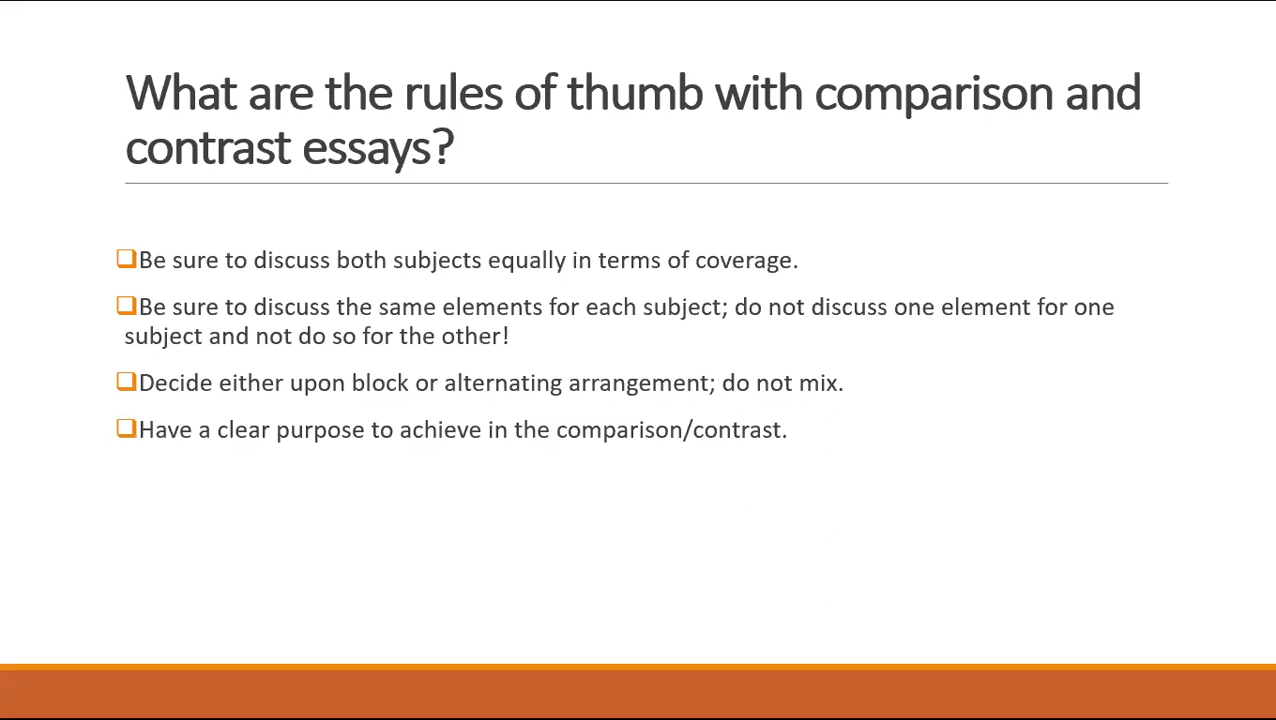 What are the rules of thumb with comparison and
contrast essays?
❑Be sure to discuss both subjects equally in terms of coverage.
❑Be sure to discuss the same elements for each subject; do not discuss one element for one
subject and not do so for the other!
❑Decide either upon block or alternating arrangement; do not mix.
❑Have a clear purpose to achieve in the comparison/contrast.